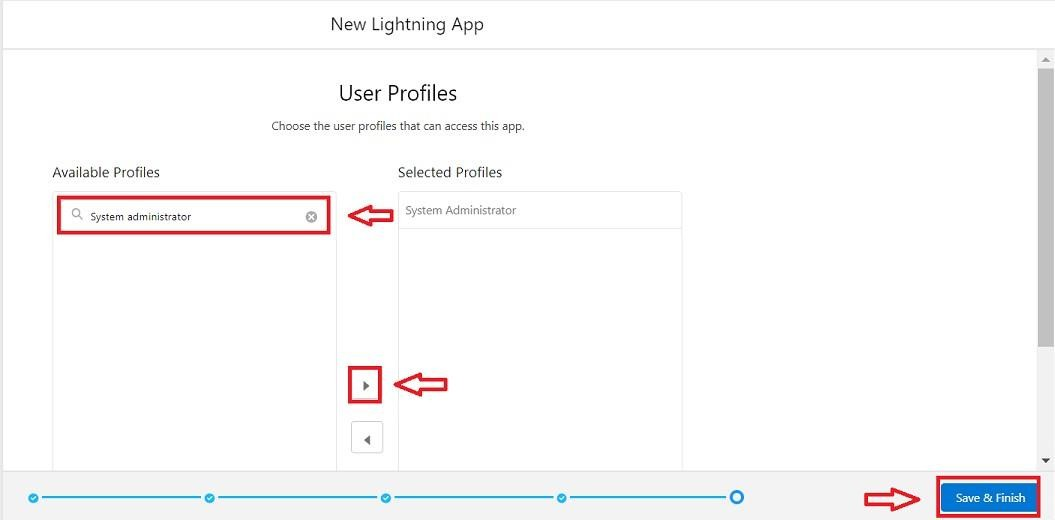 New Lightning App
User Profiles
Choose the user profiles that can access this app.
Available Profiles
Selected Profiles
System administrator
System Administrator
Save & Finish